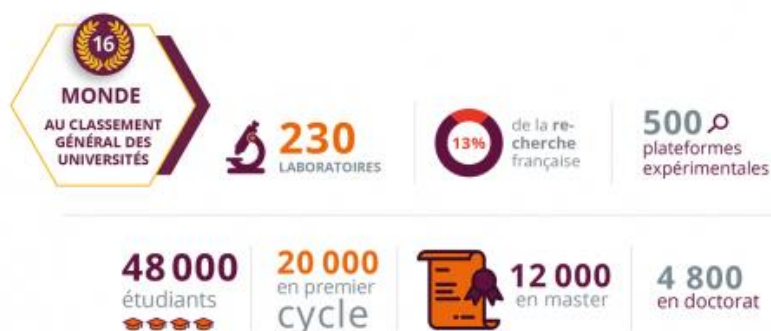 16
MONDE
AU CLASSEMENT
GÉNÉRAL DES
UNIVERSITÉS
230
LABORATOIRES
13%
de la re-
cherche
française
500
plateformes
expérimentales
48 000
étudiants
20 000
en premier
cycle
12 000
en master
4 800
en doctorat